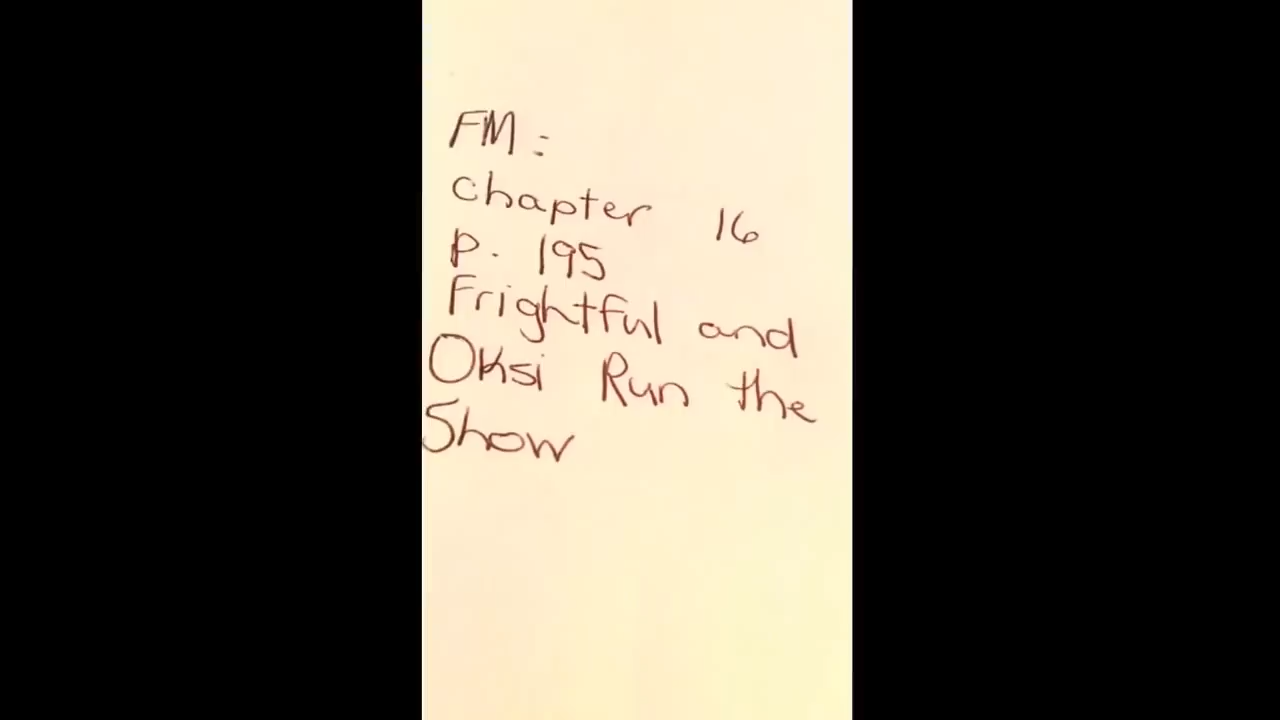 FM:
chapter 16
p. 195
Frightful and
Oksi Run the
Show